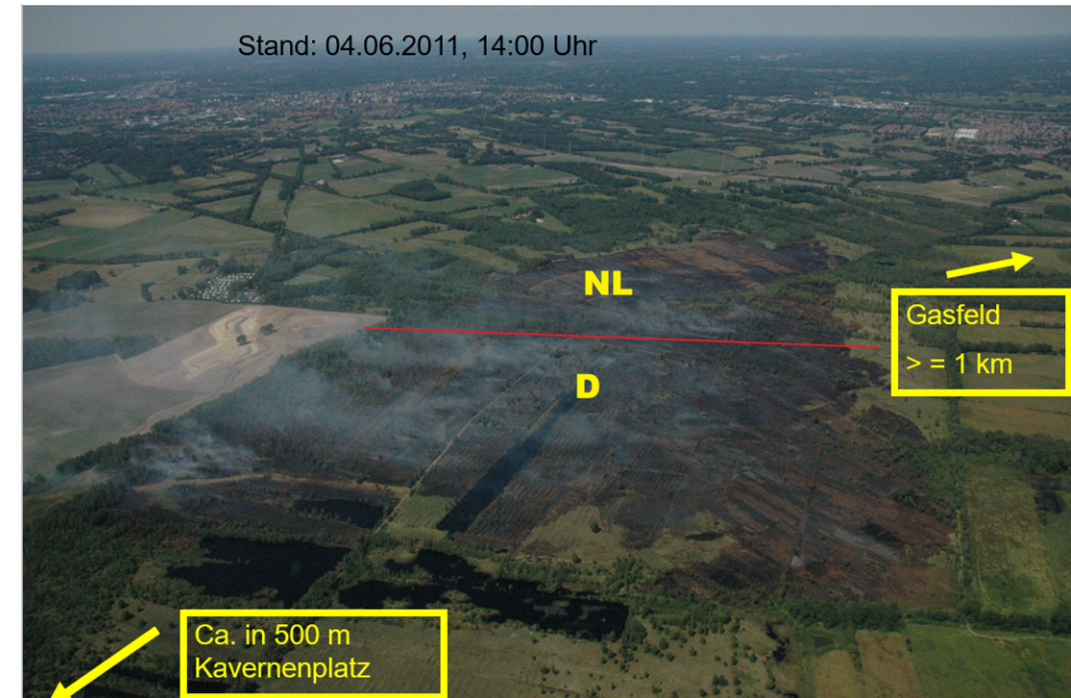 Stand: 04.06.2011, 14:00 Uhr
NL
Gasfeld
> = 1 km
D
Ca. in 500 m
Kavernenplatz